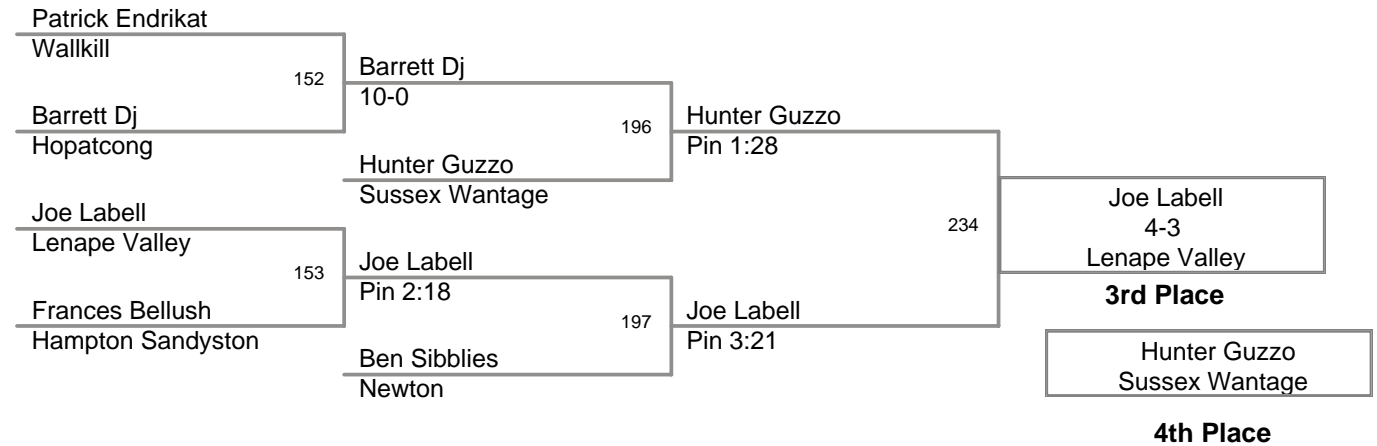 Patrick Endrikat
Wallkill
152
Barrett Dj
10-0
Barrett Dj
Hopatcong
196
Hunter Guzzo
Pin 1:28
Hunter Guzzo
Sussex Wantage
Joe Labell
Lenape Valley
234
Joe Labell
4-3
Lenape Valley
3rd Place
153
Joe Labell
Pin 2:18
Frances Bellush
Hampton Sandyston
197
Joe Labell
Pin 3:21
Ben Sibblies
Newton
Hunter Guzzo
Sussex Wantage
4th Place